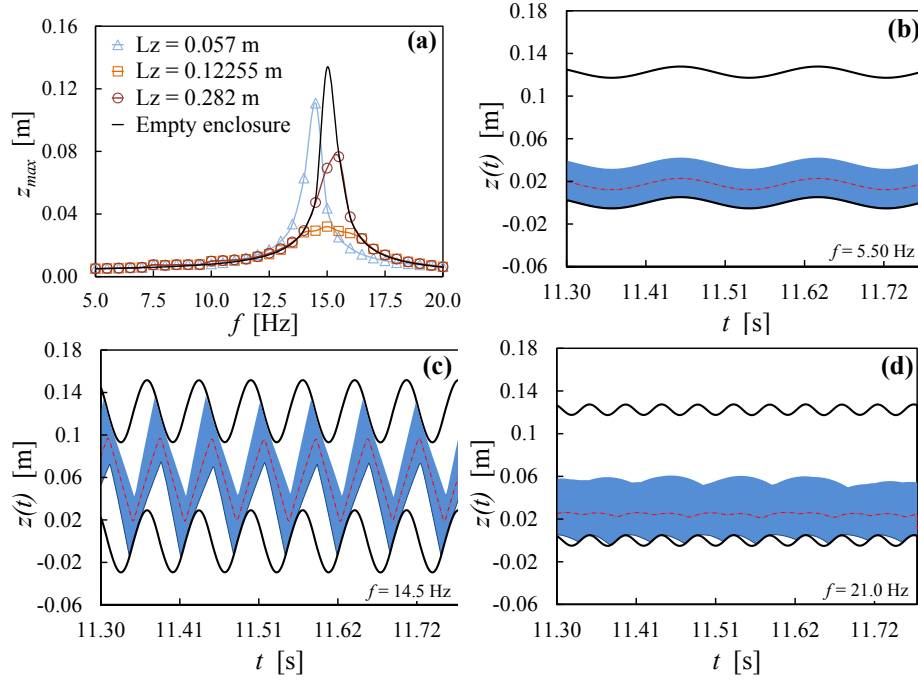 (a)
0.16
0.12
0.08
0.04
0.00
z_max [m]
Lz = 0.057 m
Lz = 0.12255 m
Lz = 0.282 m
Empty enclosure
5.0 7.5 10.0 12.5 15.0 17.5 20.0
f [Hz]
(b)
0.18
0.14
0.1
0.06
0.02
-0.02
-0.06
z(t) [m]
f = 5.50 Hz
11.30 11.41 11.51 11.62 11.72
t [s]
(c)
0.18
0.14
0.1
0.06
0.02
-0.02
-0.06
z(t) [m]
f = 14.5 Hz
11.30 11.41 11.51 11.62 11.72
t [s]
(d)
0.18
0.14
0.1
0.06
0.02
-0.02
-0.06
z(t) [m]
f = 21.0 Hz
11.30 11.41 11.51 11.62 11.72
t [s]